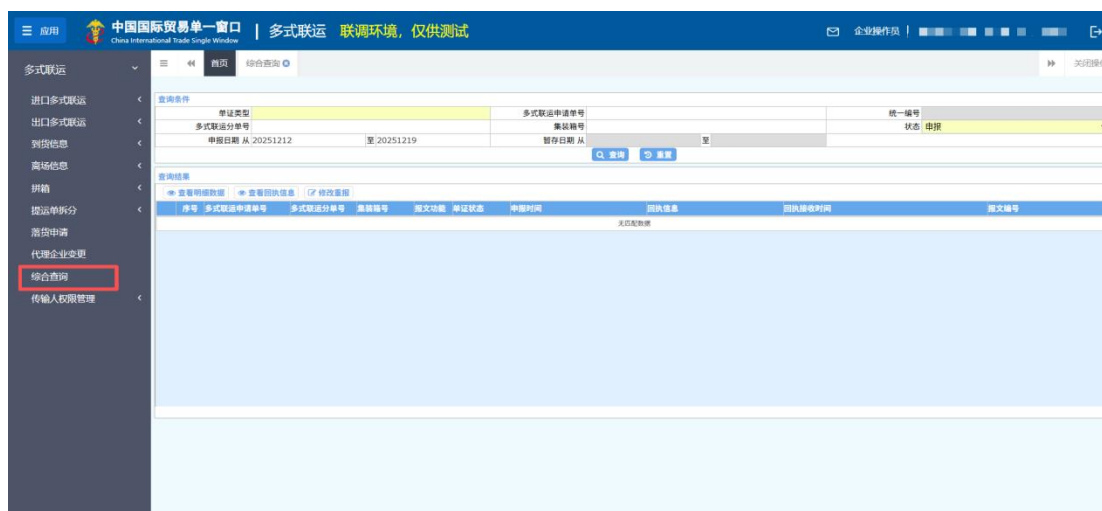 应用
中国国际贸易单一窗口 | 多式联运 联调环境，仅供测试
China International Trade Single Window
企业操作员 |
多式联运
首页 综合查询
关闭操
进口多式联运
出口多式联运
到货信息
离场信息
拼箱
提运单拆分
落货申请
代理企业变更
综合查询
传输人权限管理
查询条件
单证类型 多式联运申请单号 统一编号
多式联运分单号 集装箱号 状态 申报
申报日期 从 20251212 至 20251219 暂存日期 从 至
查询 重置
查询结果
查看明细数据 查看回执信息 修改重报
序号 多式联运申请单号 多式联运分单号 集装箱号 报文功能 单证状态 申报时间 回执信息 回执接收时间 报文编号
无匹配数据